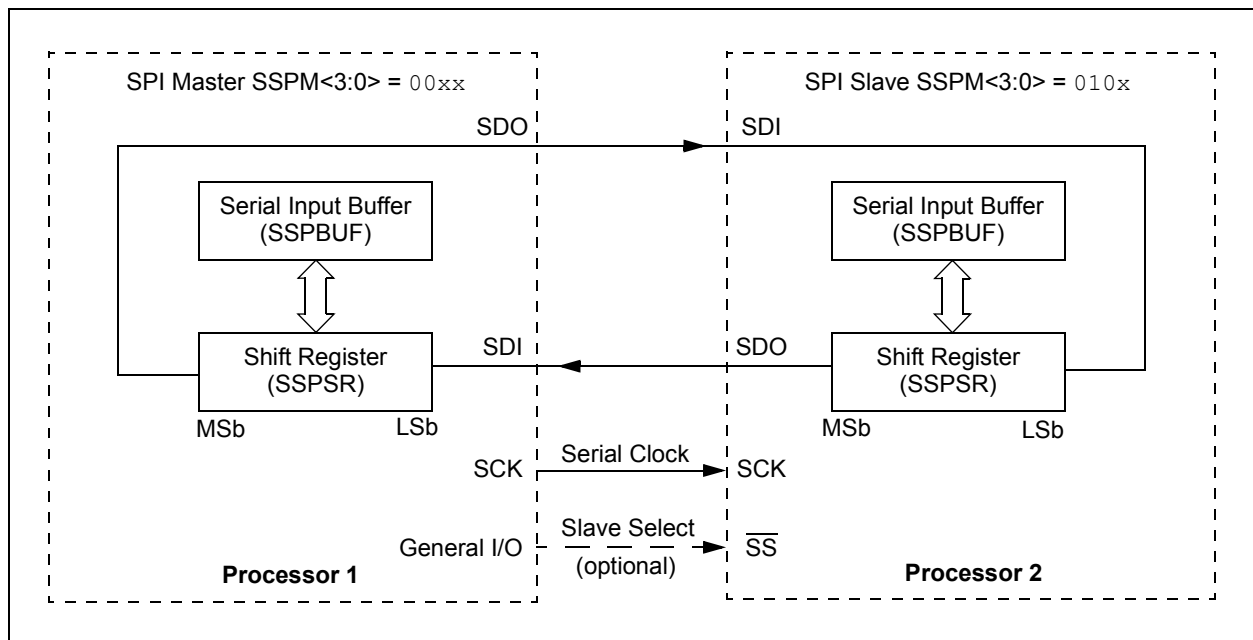 SPI Master SSPM<3:0> = 00xx
SPI Slave SSPM<3:0> = 010x
SDO
SDI
Serial Input Buffer
(SSPBUF)
Serial Input Buffer
(SSPBUF)
Shift Register
(SSPSR)
SDI
SDO
Shift Register
(SSPSR)
MSb
LSb
MSb
LSb
SCK
Serial Clock
SCK
General I/O
Slave Select
(optional)
S̅S̅
Processor 1
Processor 2